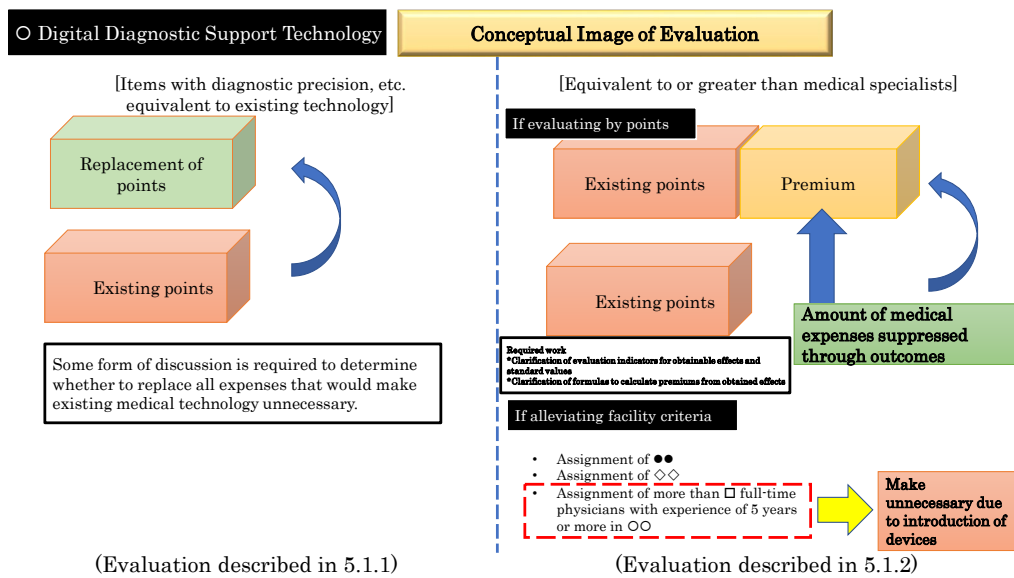 ○ Digital Diagnostic Support Technology
Conceptual Image of Evaluation
[Items with diagnostic precision, etc.
equivalent to existing technology]
Replacement of
points
Existing points
Some form of discussion is required to determine
whether to replace all expenses that would make
existing medical technology unnecessary.
(Evaluation described in 5.1.1)
[Equivalent to or greater than medical specialists]
If evaluating by points
Existing points
Premium
Existing points
Amount of medical
expenses suppressed
through outcomes
Required work
*Clarification of evaluation indicators for obtainable effects and
standard values
*Clarification of formulas to calculate premiums from obtained effects
If alleviating facility criteria
• Assignment of ●●
• Assignment of ◇◇
• Assignment of more than □ full-time
physicians with experience of 5 years
or more in ○○
Make
unnecessary due
to introduction of
devices
(Evaluation described in 5.1.2)